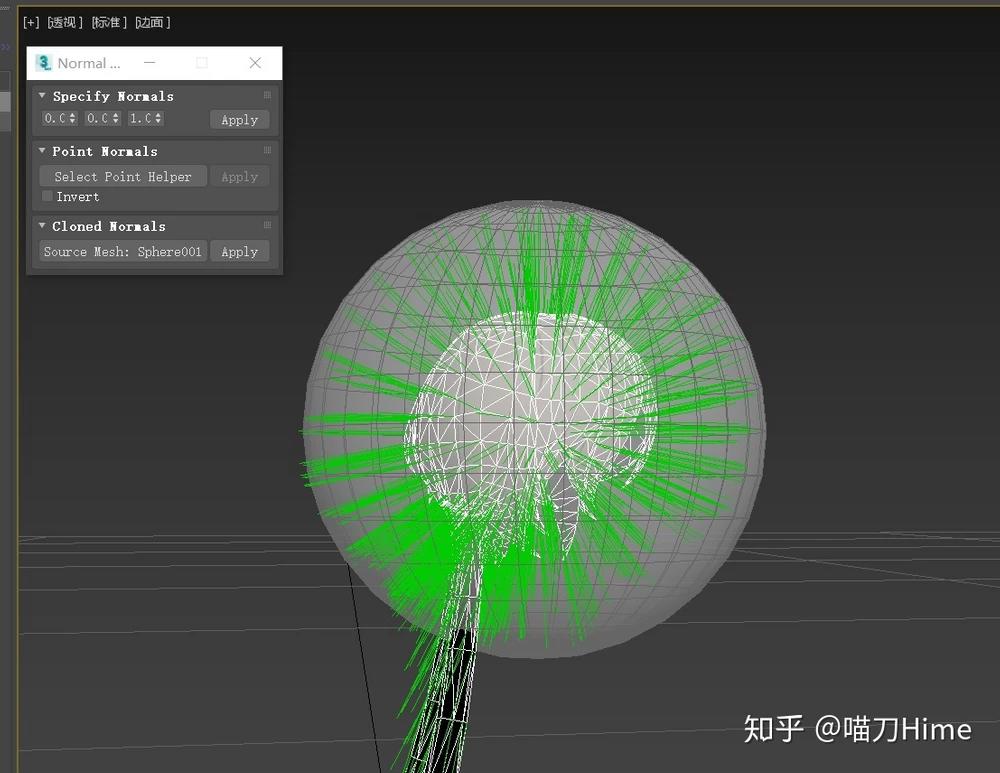 [+] [透视] [标准] [边面]
Normal ...
Specify Normals
0.0 0.0 1.0 Apply
Point Normals
Select Point Helper Apply
Invert
Cloned Normals
Source Mesh: Sphere001 Apply
知乎 @喵刀Hime